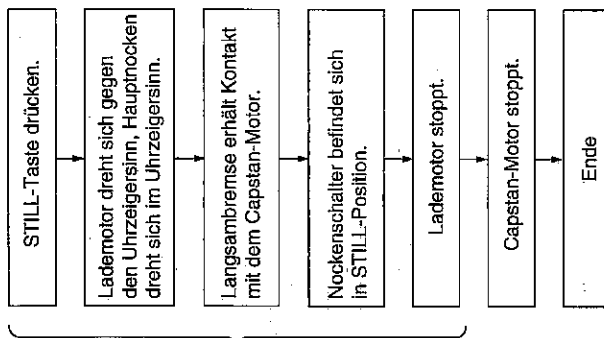 STILL-Taste drücken.
Lademotor dreht sich gegen
den Uhrzeigersinn, Hauptnocken
dreht sich im Uhrzeigersinn.
Langsambremse erhält Kontakt
mit dem Capstan-Motor.
Nockenschalter befindet sich
in STILL-Position.
Lademotor stoppt.
Capstan-Motor stoppt.
Ende